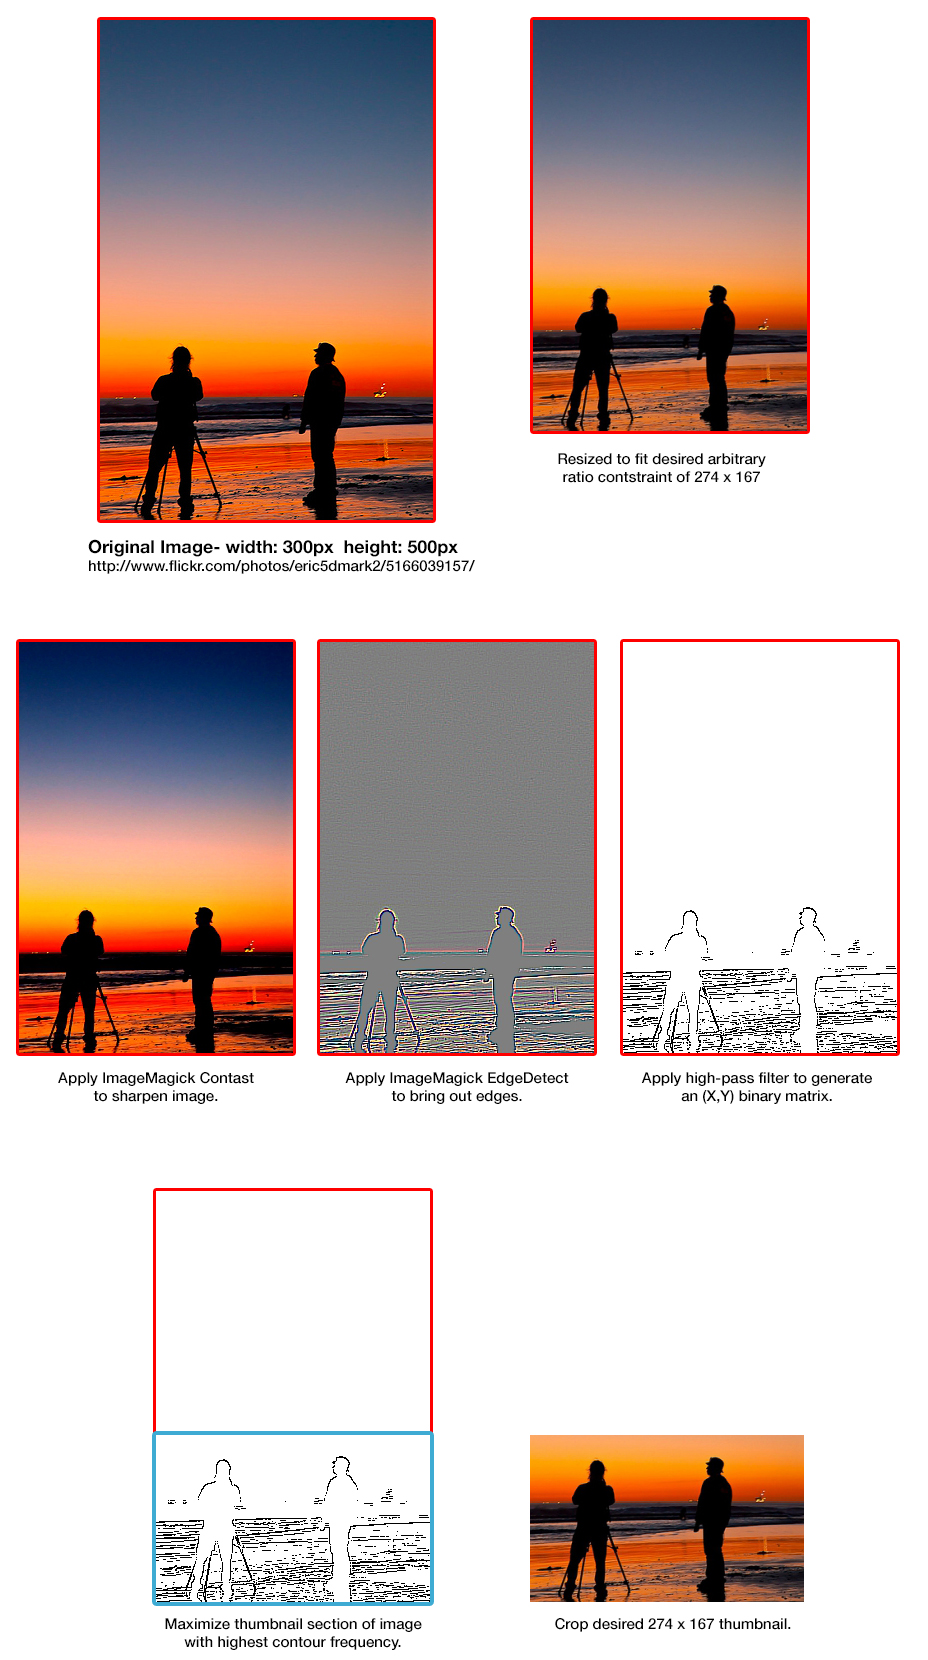 Resized to fit desired arbitrary
ratio contstraint of 274 x 167
Original Image- width: 300px  height: 500px
http://www.flickr.com/photos/eric5dmark2/5166039157/
Apply ImageMagick Contast
to sharpen image.
Apply ImageMagick EdgeDetect
to bring out edges.
Apply high-pass filter to generate
an (X,Y) binary matrix.
Maximize thumbnail section of image
with highest contour frequency.
Crop desired 274 x 167 thumbnail.